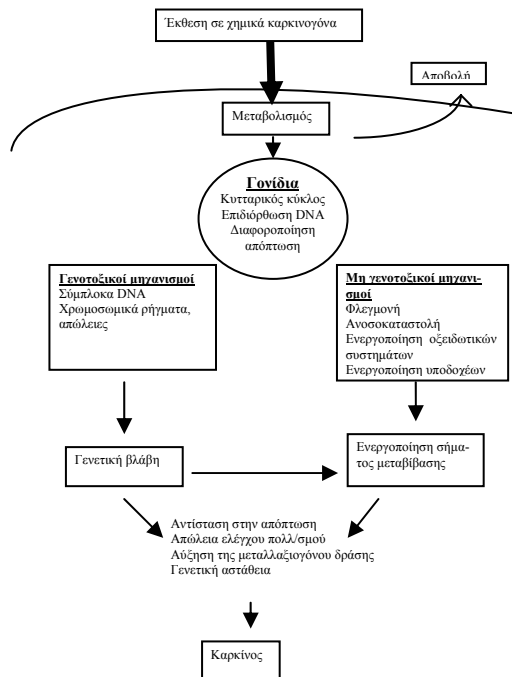 Έκθεση σε χημικά καρκινογόνα
Αποβολή
Μεταβολισμός
Γονίδια
Κυτταρικός κύκλος
Επιδιόρθωση DNA
Διαφοροποίηση
απόπτωση
Γενοτοξικοί μηχανισμοί
Σύμπλοκα DNA
Χρωμοσωμικά ρήγματα,
απώλειες
Μη γενοτοξικοί μηχανι-
σμοί
Φλεγμονή
Ανοσοκαταστολή
Ενεργοποίηση οξειδωτικών
συστημάτων
Ενεργοποίηση υποδοχέων
Γενετική βλάβη
Ενεργοποίηση σήμα-
τος μεταβίβασης
Αντίσταση στην απόπτωση
Απώλεια ελέγχου πολλ/σμού
Αύξηση της μεταλλαξιογόνου δράσης
Γενετική αστάθεια
Καρκίνος